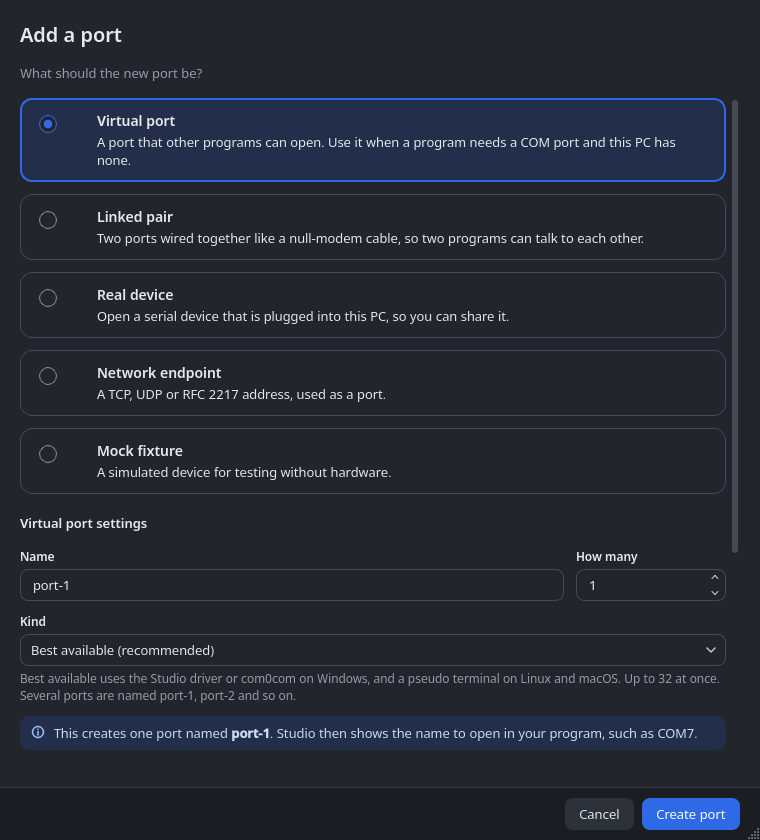 Add a port
What should the new port be?
Virtual port
A port that other programs can open. Use it when a program needs a COM port and this PC has
none.
Linked pair
Two ports wired together like a null-modem cable, so two programs can talk to each other.
Real device
Open a serial device that is plugged into this PC, so you can share it.
Network endpoint
A TCP, UDP or RFC 2217 address, used as a port.
Mock fixture
A simulated device for testing without hardware.
Virtual port settings
Name
How many
port-1
1
Kind
Best available (recommended)
Best available uses the Studio driver or com0com on Windows, and a pseudo terminal on Linux and macOS. Up to 32 at once.
Several ports are named port-1, port-2 and so on.
This creates one port named port-1. Studio then shows the name to open in your program, such as COM7.
Cancel
Create port